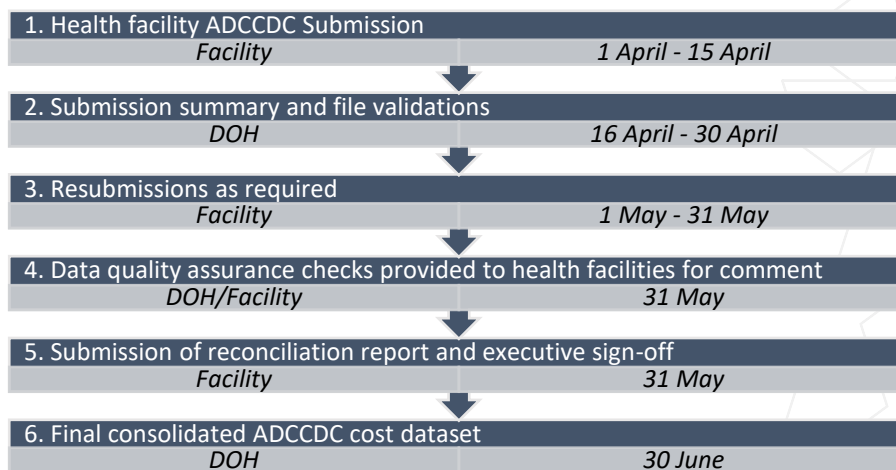 1. Health facility ADCCDC Submission
Facility 1 April - 15 April
2. Submission summary and file validations
DOH 16 April - 30 April
3. Resubmissions as required
Facility 1 May - 31 May
4. Data quality assurance checks provided to health facilities for comment
DOH/Facility 31 May
5. Submission of reconciliation report and executive sign-off
Facility 31 May
6. Final consolidated ADCCDC cost dataset
DOH 30 June